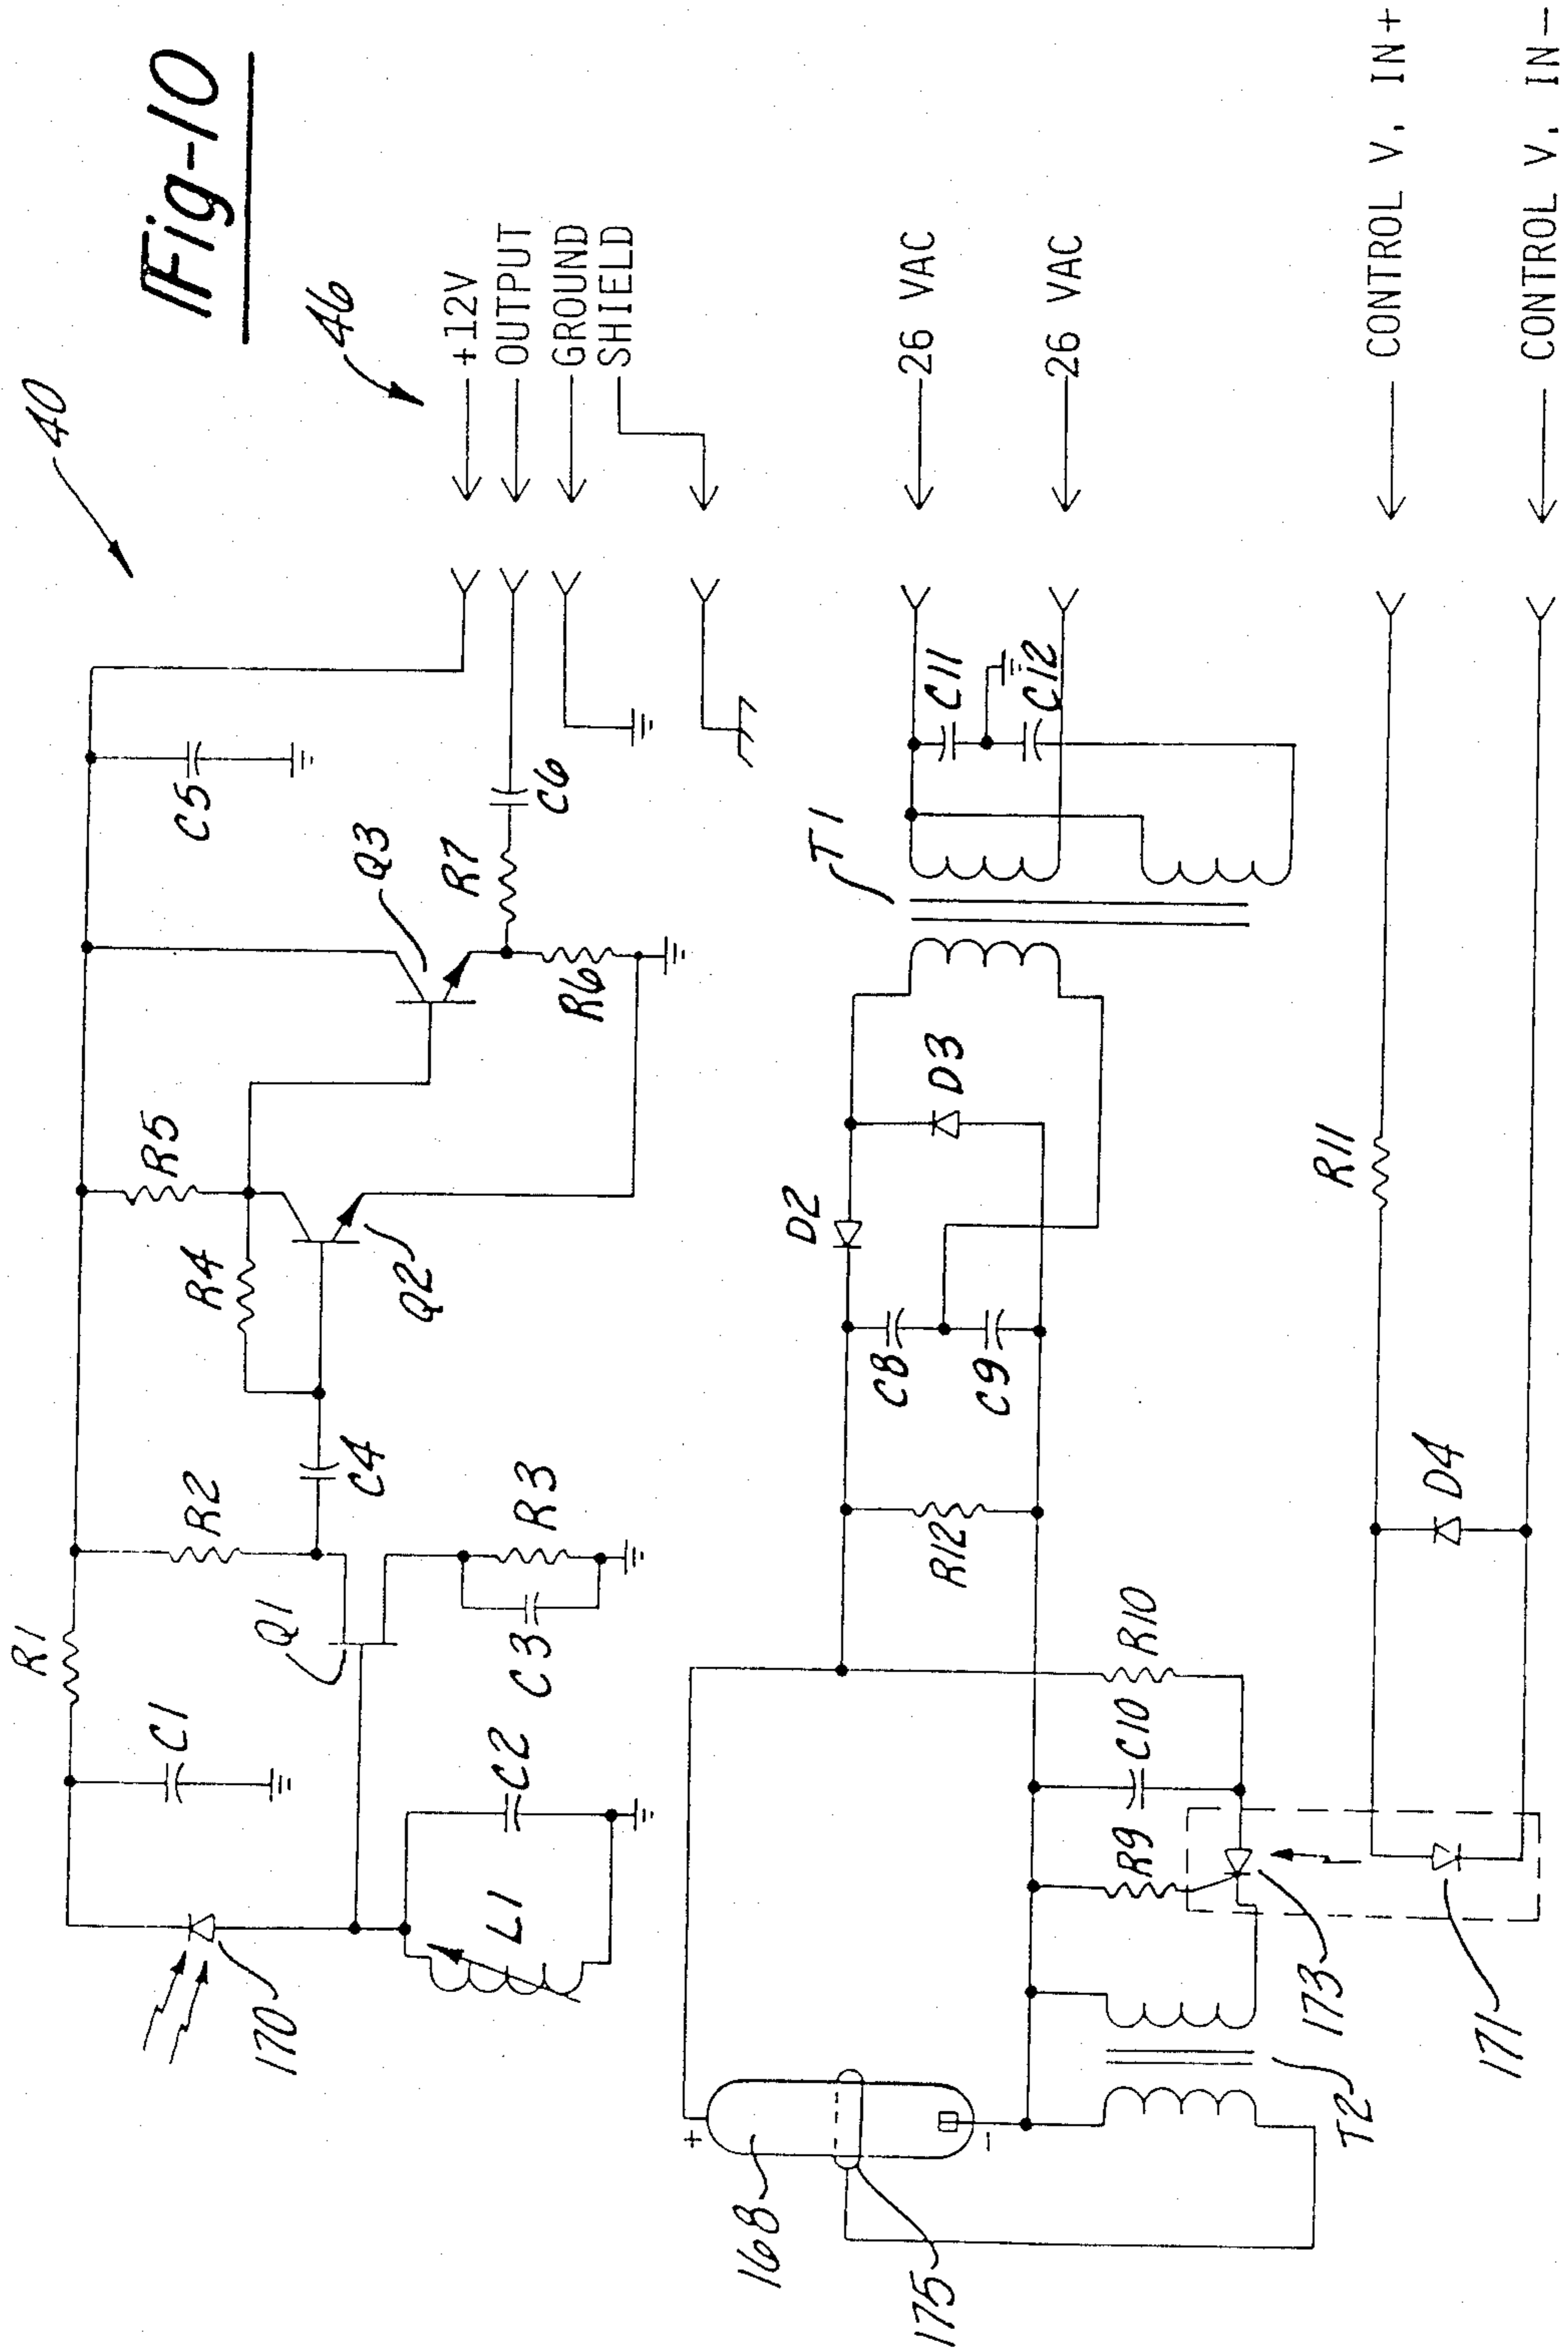 Fig-10
40
46
R1
C1
170
L1
C2
Q1
R2
C3
R3
C4
R4
R5
Q2
Q3
C5
R6
R7
C6
+12V
OUTPUT
GROUND
SHIELD
T1
C11
C12
26 VAC
26 VAC
D2
D3
C8
C9
R12
R10
C10
R9
+
-
168
175
T2
173
171
D4
R11
CONTROL V. IN+
CONTROL V. IN-